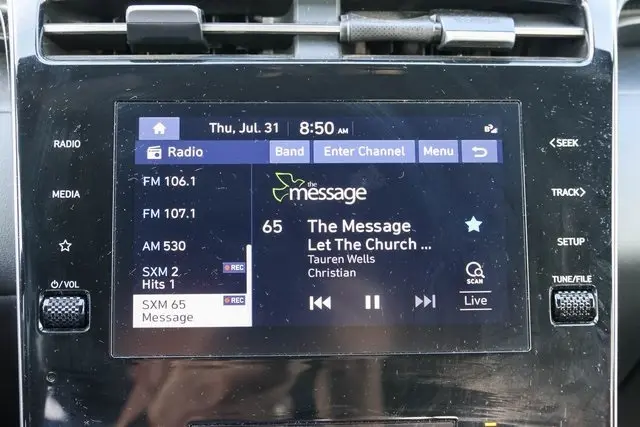 Thu, Jul. 31 8:50 AM
Radio Band Enter Channel Menu
RADIO
MEDIA
VOL
FM 106.1
FM 107.1
AM 530
SXM 2 REC
Hits 1
SXM 65 REC
Message
the message
65 The Message
Let The Church ...
Tauren Wells
Christian
SCAN
Live
< SEEK
TRACK >
SETUP
TUNE/FILE